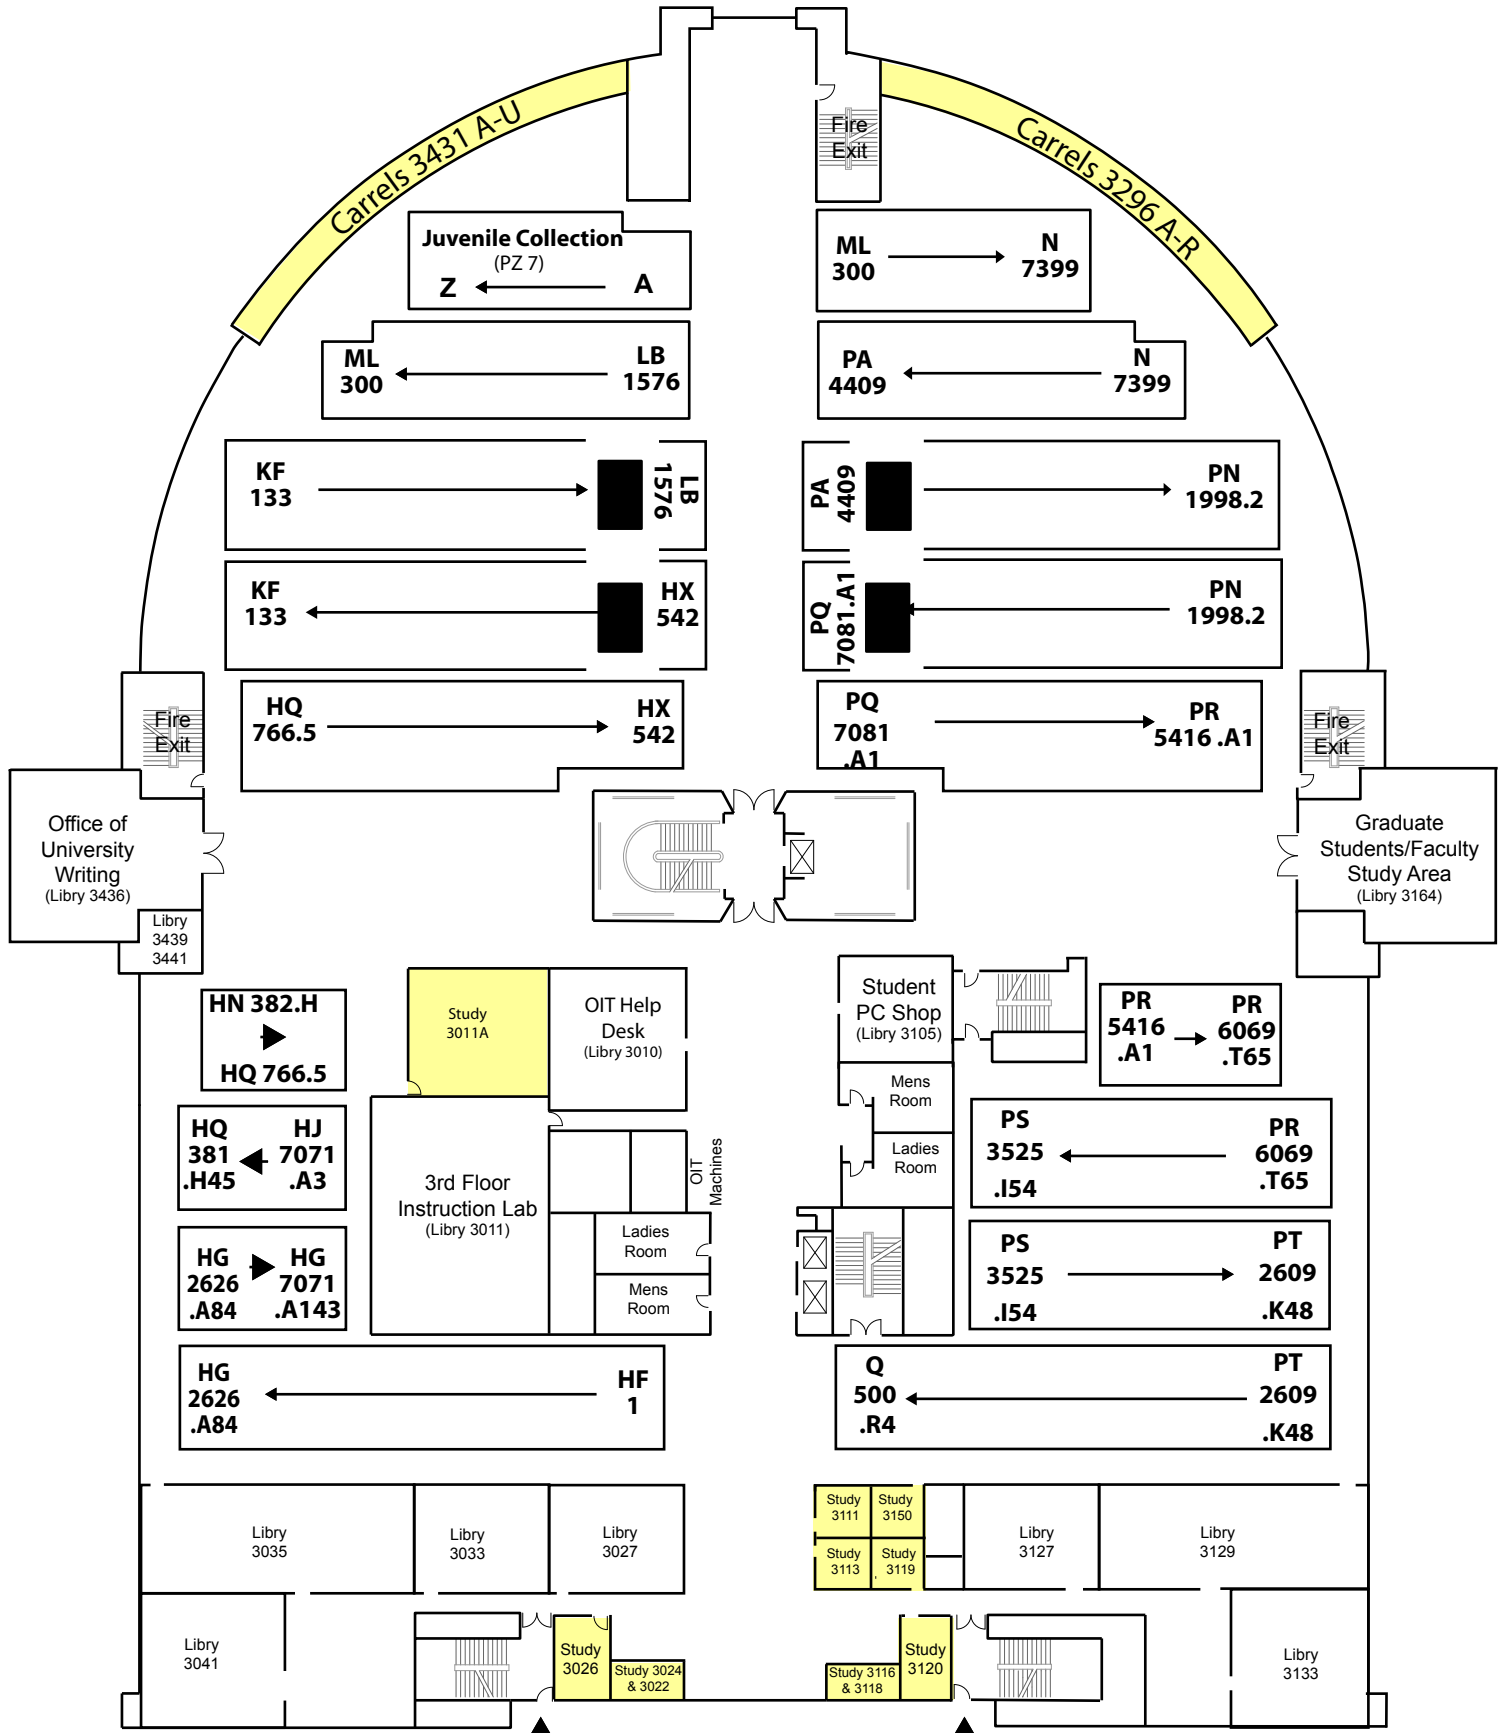 Carrels 3431 A-U
Carrels 3296 A-R
Fire
Exit
Juvenile Collection
(PZ 7)
Z
A
ML
300
N
7399
ML
300
LB
1576
PA
4409
N
7399
KF
133
LB
1576
PA
4409
PN
1998.2
KF
133
HX
542
PQ
7081.A1
PN
1998.2
HQ
766.5
HX
542
PQ
7081
.A1
PR
5416 .A1
Fire
Exit
Fire
Exit
Office of
University
Writing
(Libry 3436)
Libry
3439
3441
Graduate
Students/Faculty
Study Area
(Libry 3164)
HN 382.H
HQ 766.5
Study
3011A
OIT Help
Desk
(Libry 3010)
Student
PC Shop
(Libry 3105)
PR
5416
.A1
PR
6069
.T65
Mens
Room
Ladies
Room
HQ
381
.H45
HJ
7071
.A3
3rd Floor
Instruction Lab
(Libry 3011)
OIT
Machines
PS
3525
.I54
PR
6069
.T65
HG
2626
.A84
HG
7071
.A143
Ladies
Room
Mens
Room
PS
3525
.I54
PT
2609
.K48
HG
2626
.A84
HF
1
Q
500
.R4
PT
2609
.K48
Libry
3035
Libry
3033
Libry
3027
Study
3111
Study
3150
Study
3113
Study
3119
Libry
3127
Libry
3129
Libry
3041
Study
3026
Study 3024
& 3022
Study 3116
& 3118
Study
3120
Libry
3133